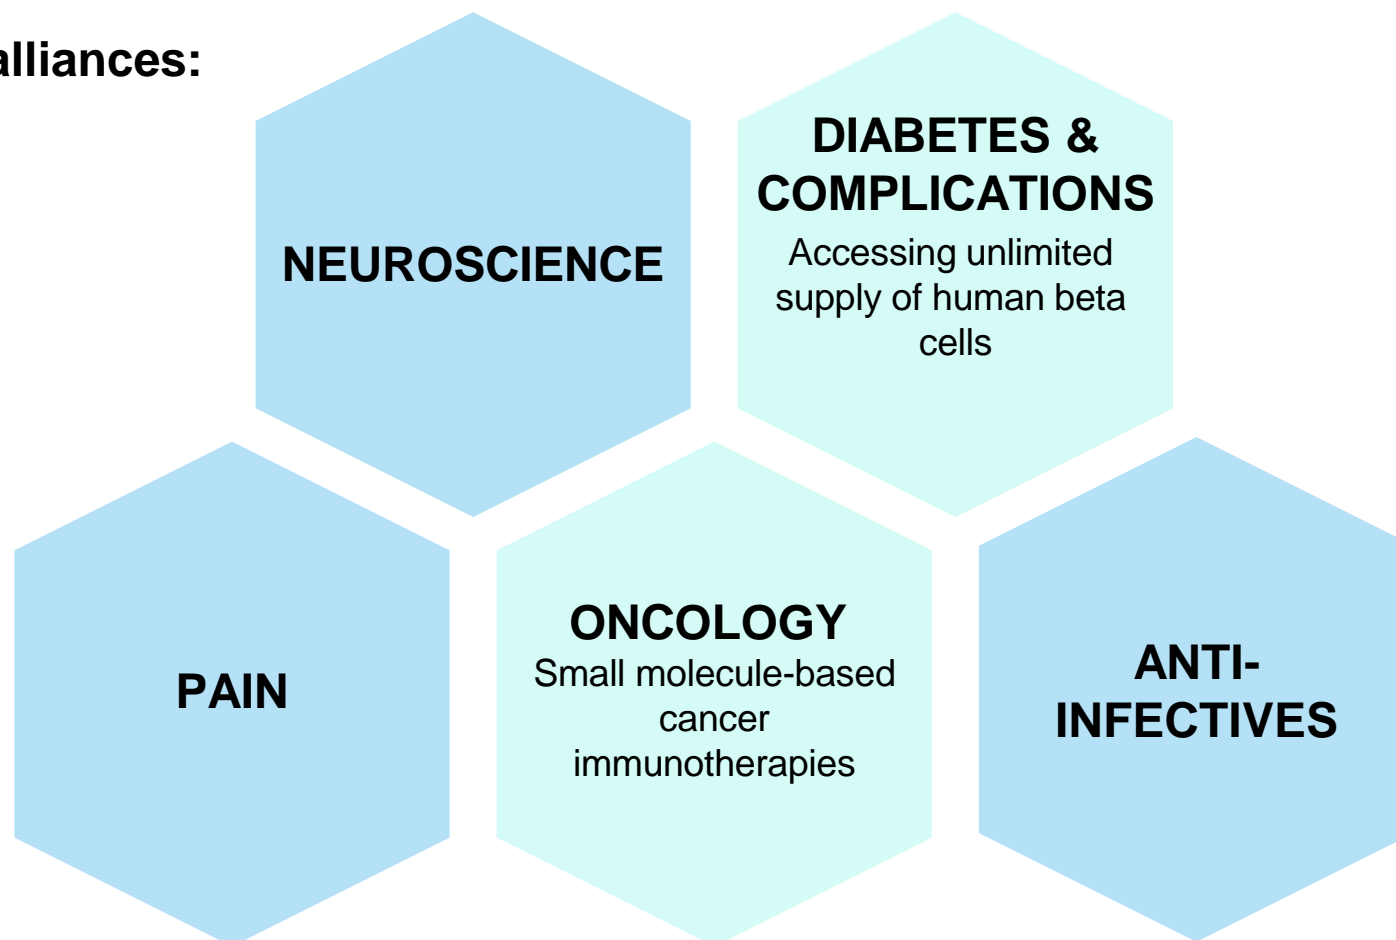 alliances:
NEUROSCIENCE
DIABETES &
COMPLICATIONS
Accessing unlimited
supply of human beta
cells
PAIN
ONCOLOGY
Small molecule-based
cancer
immunotherapies
ANTI-
INFECTIVES